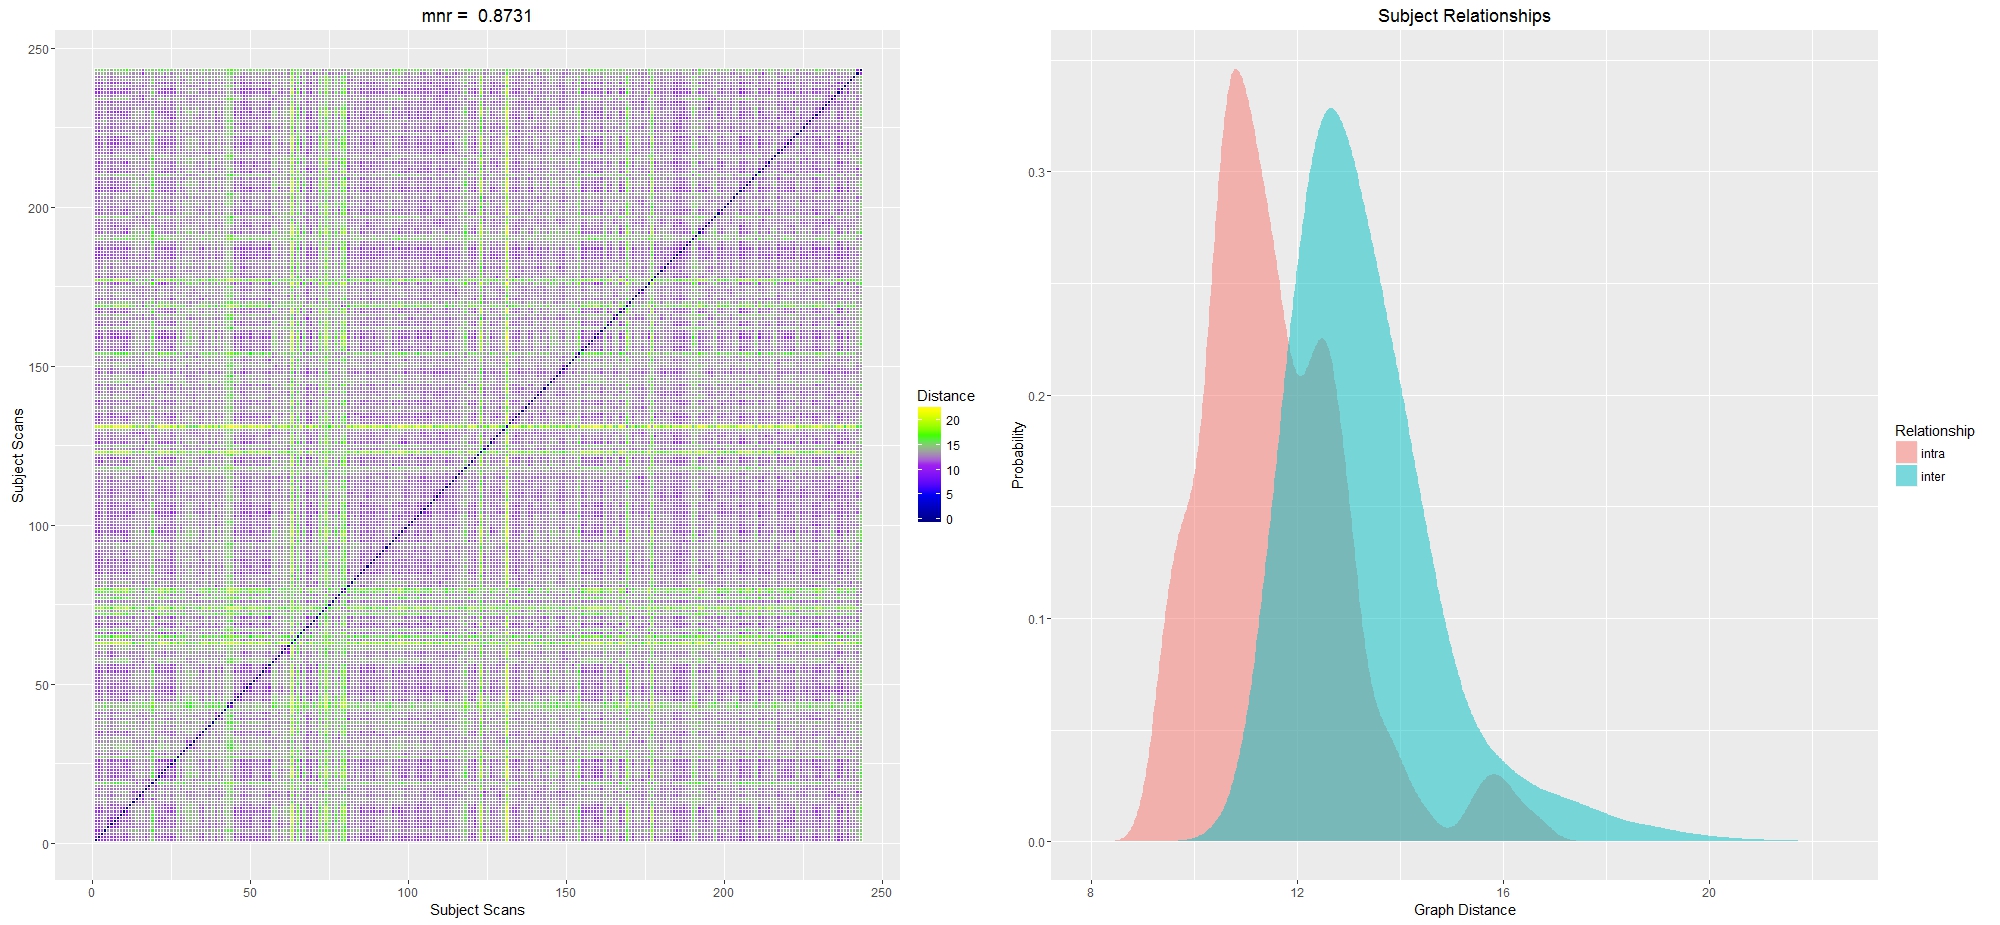 mnr =  0.8731
250
200
150
100
50
0
Subject Scans
0 50 100 150 200 250
Subject Scans
Distance
20
15
10
5
0
Subject Relationships
0.3
0.2
0.1
0.0
Probability
8 12 16 20
Graph Distance
Relationship
intra
inter